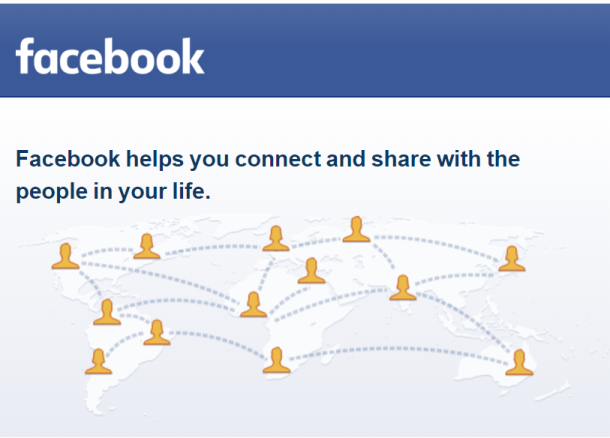 facebook
Facebook helps you connect and share with the
people in your life.